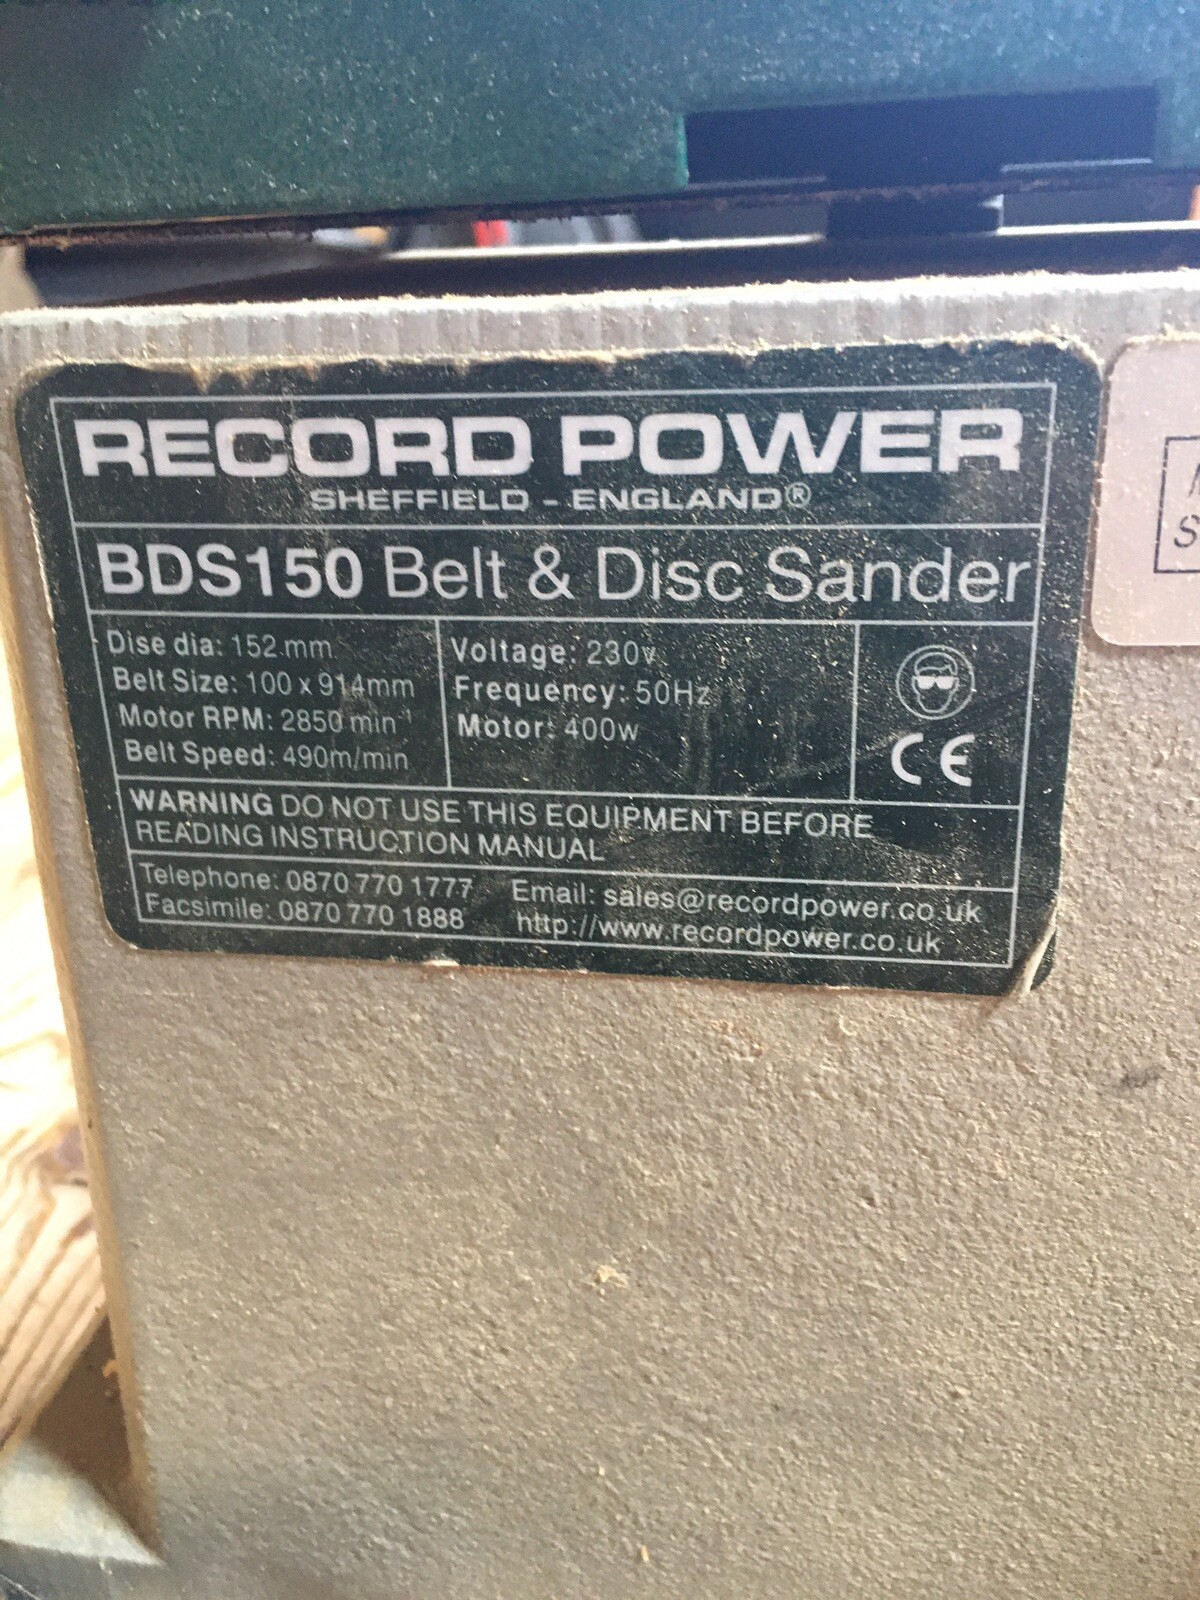 RECORD POWER
SHEFFIELD - ENGLAND®
BDS150 Belt & Disc Sander
Dise dia: 152 mm
Belt Size: 100 x 914mm
Motor RPM: 2850 min⁻¹
Belt Speed: 490m/min
Voltage: 230v
Frequency: 50Hz
Motor: 400w
CE
WARNING DO NOT USE THIS EQUIPMENT BEFORE
READING INSTRUCTION MANUAL
Telephone: 0870 770 1777
Facsimile: 0870 770 1888
Email: sales@recordpower.co.uk
http://www.recordpower.co.uk